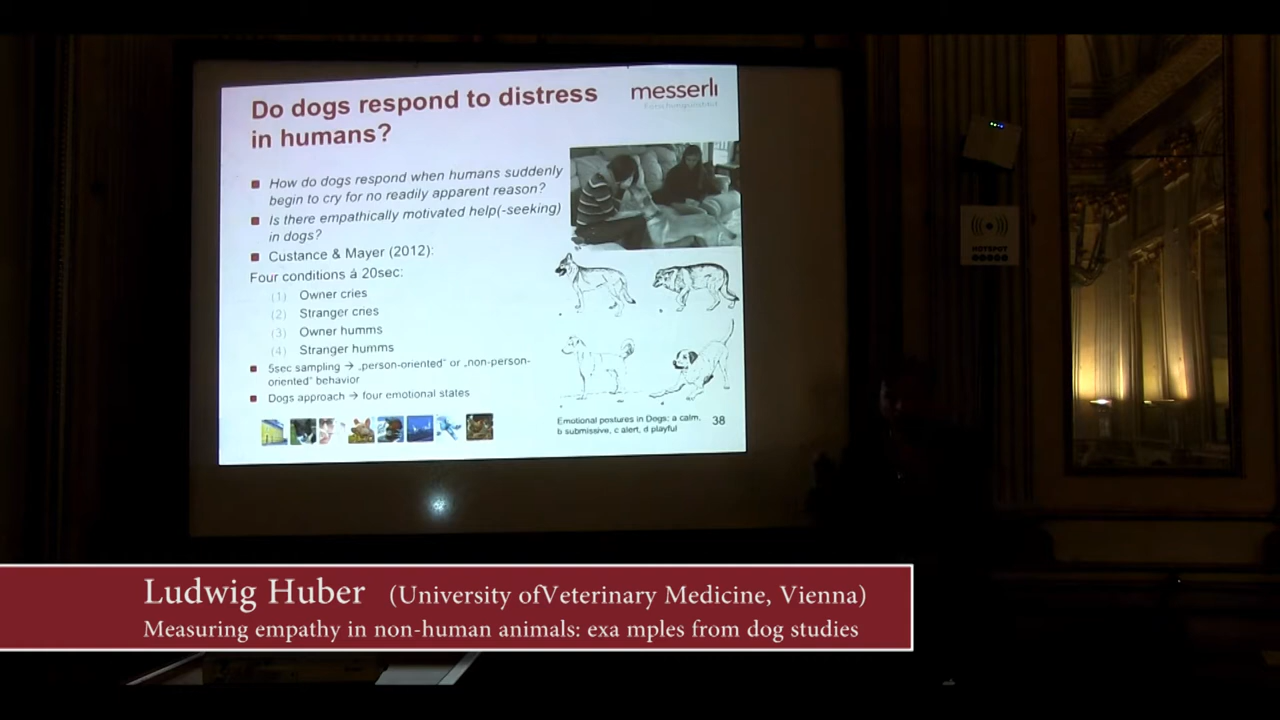 Do dogs respond to distress
in humans?
messerli
Forschungsinstitut
How do dogs respond when humans suddenly
begin to cry for no readily apparent reason?
Is there empathically motivated help(-seeking)
in dogs?
Custance & Mayer (2012):
Four conditions á 20sec:
(1) Owner cries
(2) Stranger cries
(3) Owner humms
(4) Stranger humms
5sec sampling → „person-oriented" or „non-person-
oriented" behavior
Dogs approach → four emotional states
Emotional postures in Dogs: a calm,
b submissive, c alert, d playful
38
HOTSPOT
Ludwig Huber (University ofVeterinary Medicine, Vienna)
Measuring empathy in non-human animals: exa mples from dog studies